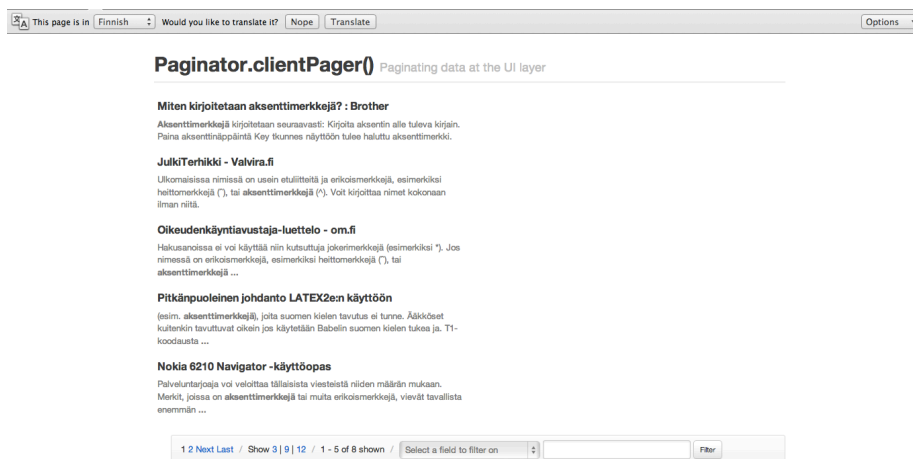 This page is in Finnish Would you like to translate it? Nope Translate Options
Paginator.clientPager() Paginating data at the UI layer
Miten kirjoitetaan aksenttimerkkejä? : Brother
Aksenttimerkkejä kirjoitetaan seuraavasti: Kirjoita aksentin alle tuleva kirjain.
Paina aksenttinäppäintä Key tkunnes näyttöön tulee haluttu aksenttimerkki.
JulkiTerhikki - Valvira.fi
Ulkomaisissa nimissä on usein etuliitteitä ja erikoismerkkejä, esimerkiksi
heittomerkkejä (˝), tai aksenttimerkkejä (^). Voit kirjoittaa nimet kokonaan
ilman niitä.
Oikeudenkäyntiavustaja-luettelo - om.fi
Hakusanoissa ei voi käyttää niin kutsuttuja jokerimerkkejä (esimerkiksi *). Jos
nimessä on erikoismerkkejä, esimerkiksi heittomerkkejä (˝), tai
aksenttimerkkejä ...
Pitkänpuoleinen johdanto LATEX2e:n käyttöön
(esim. aksenttimerkkejä), joita suomen kielen tavutus ei tunne. Ääkköset
kuitenkin tavuttuvat oikein jos käytetään Babelin suomen kielen tukea ja. T1-
koodausta ...
Nokia 6210 Navigator -käyttöopas
Palveluntarjoaja voi veloittaa tällaisista viesteistä niiden määrän mukaan.
Merkit, joissa on aksenttimerkkejä tai muita erikoismerkkejä, vievät tavallista
enemmän ...
1 2 Next Last / Show 3 | 9 | 12 / 1 - 5 of 8 shown / Select a field to filter on Filter